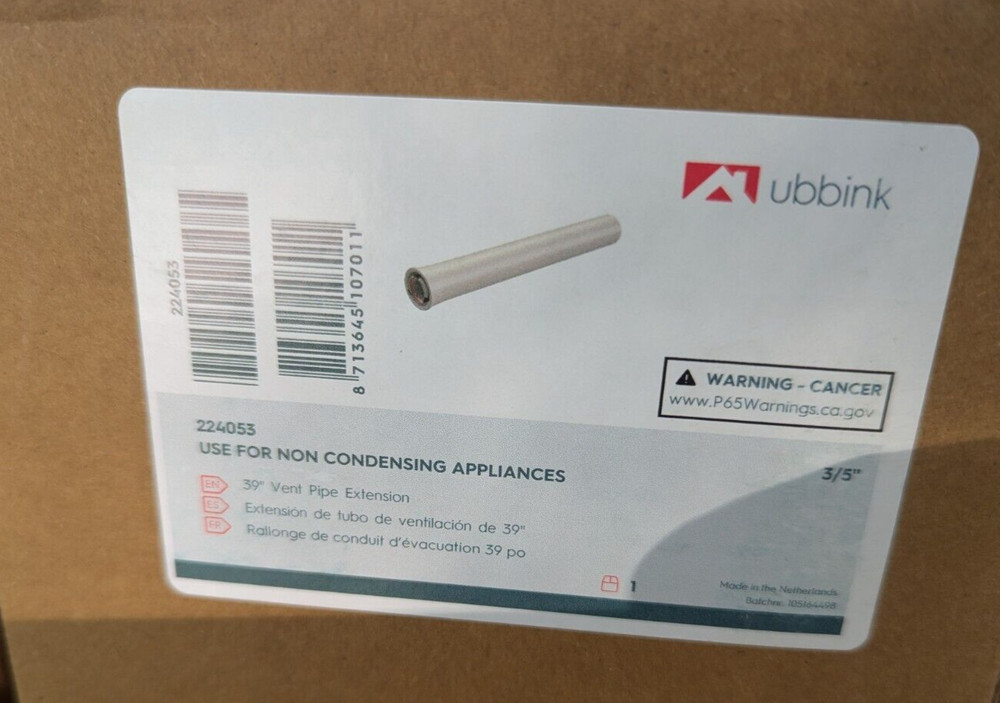 ubbink
224053
8 713645 107011
WARNING - CANCER
www.P65Warnings.ca.gov
224053
USE FOR NON CONDENSING APPLIANCES
3/5"
EN 39" Vent Pipe Extension
ES Extensión de tubo de ventilación de 39"
FR Rallonge de conduit d'évacuation 39 po
1
Made in the Netherlands
Batchnr. 105164498